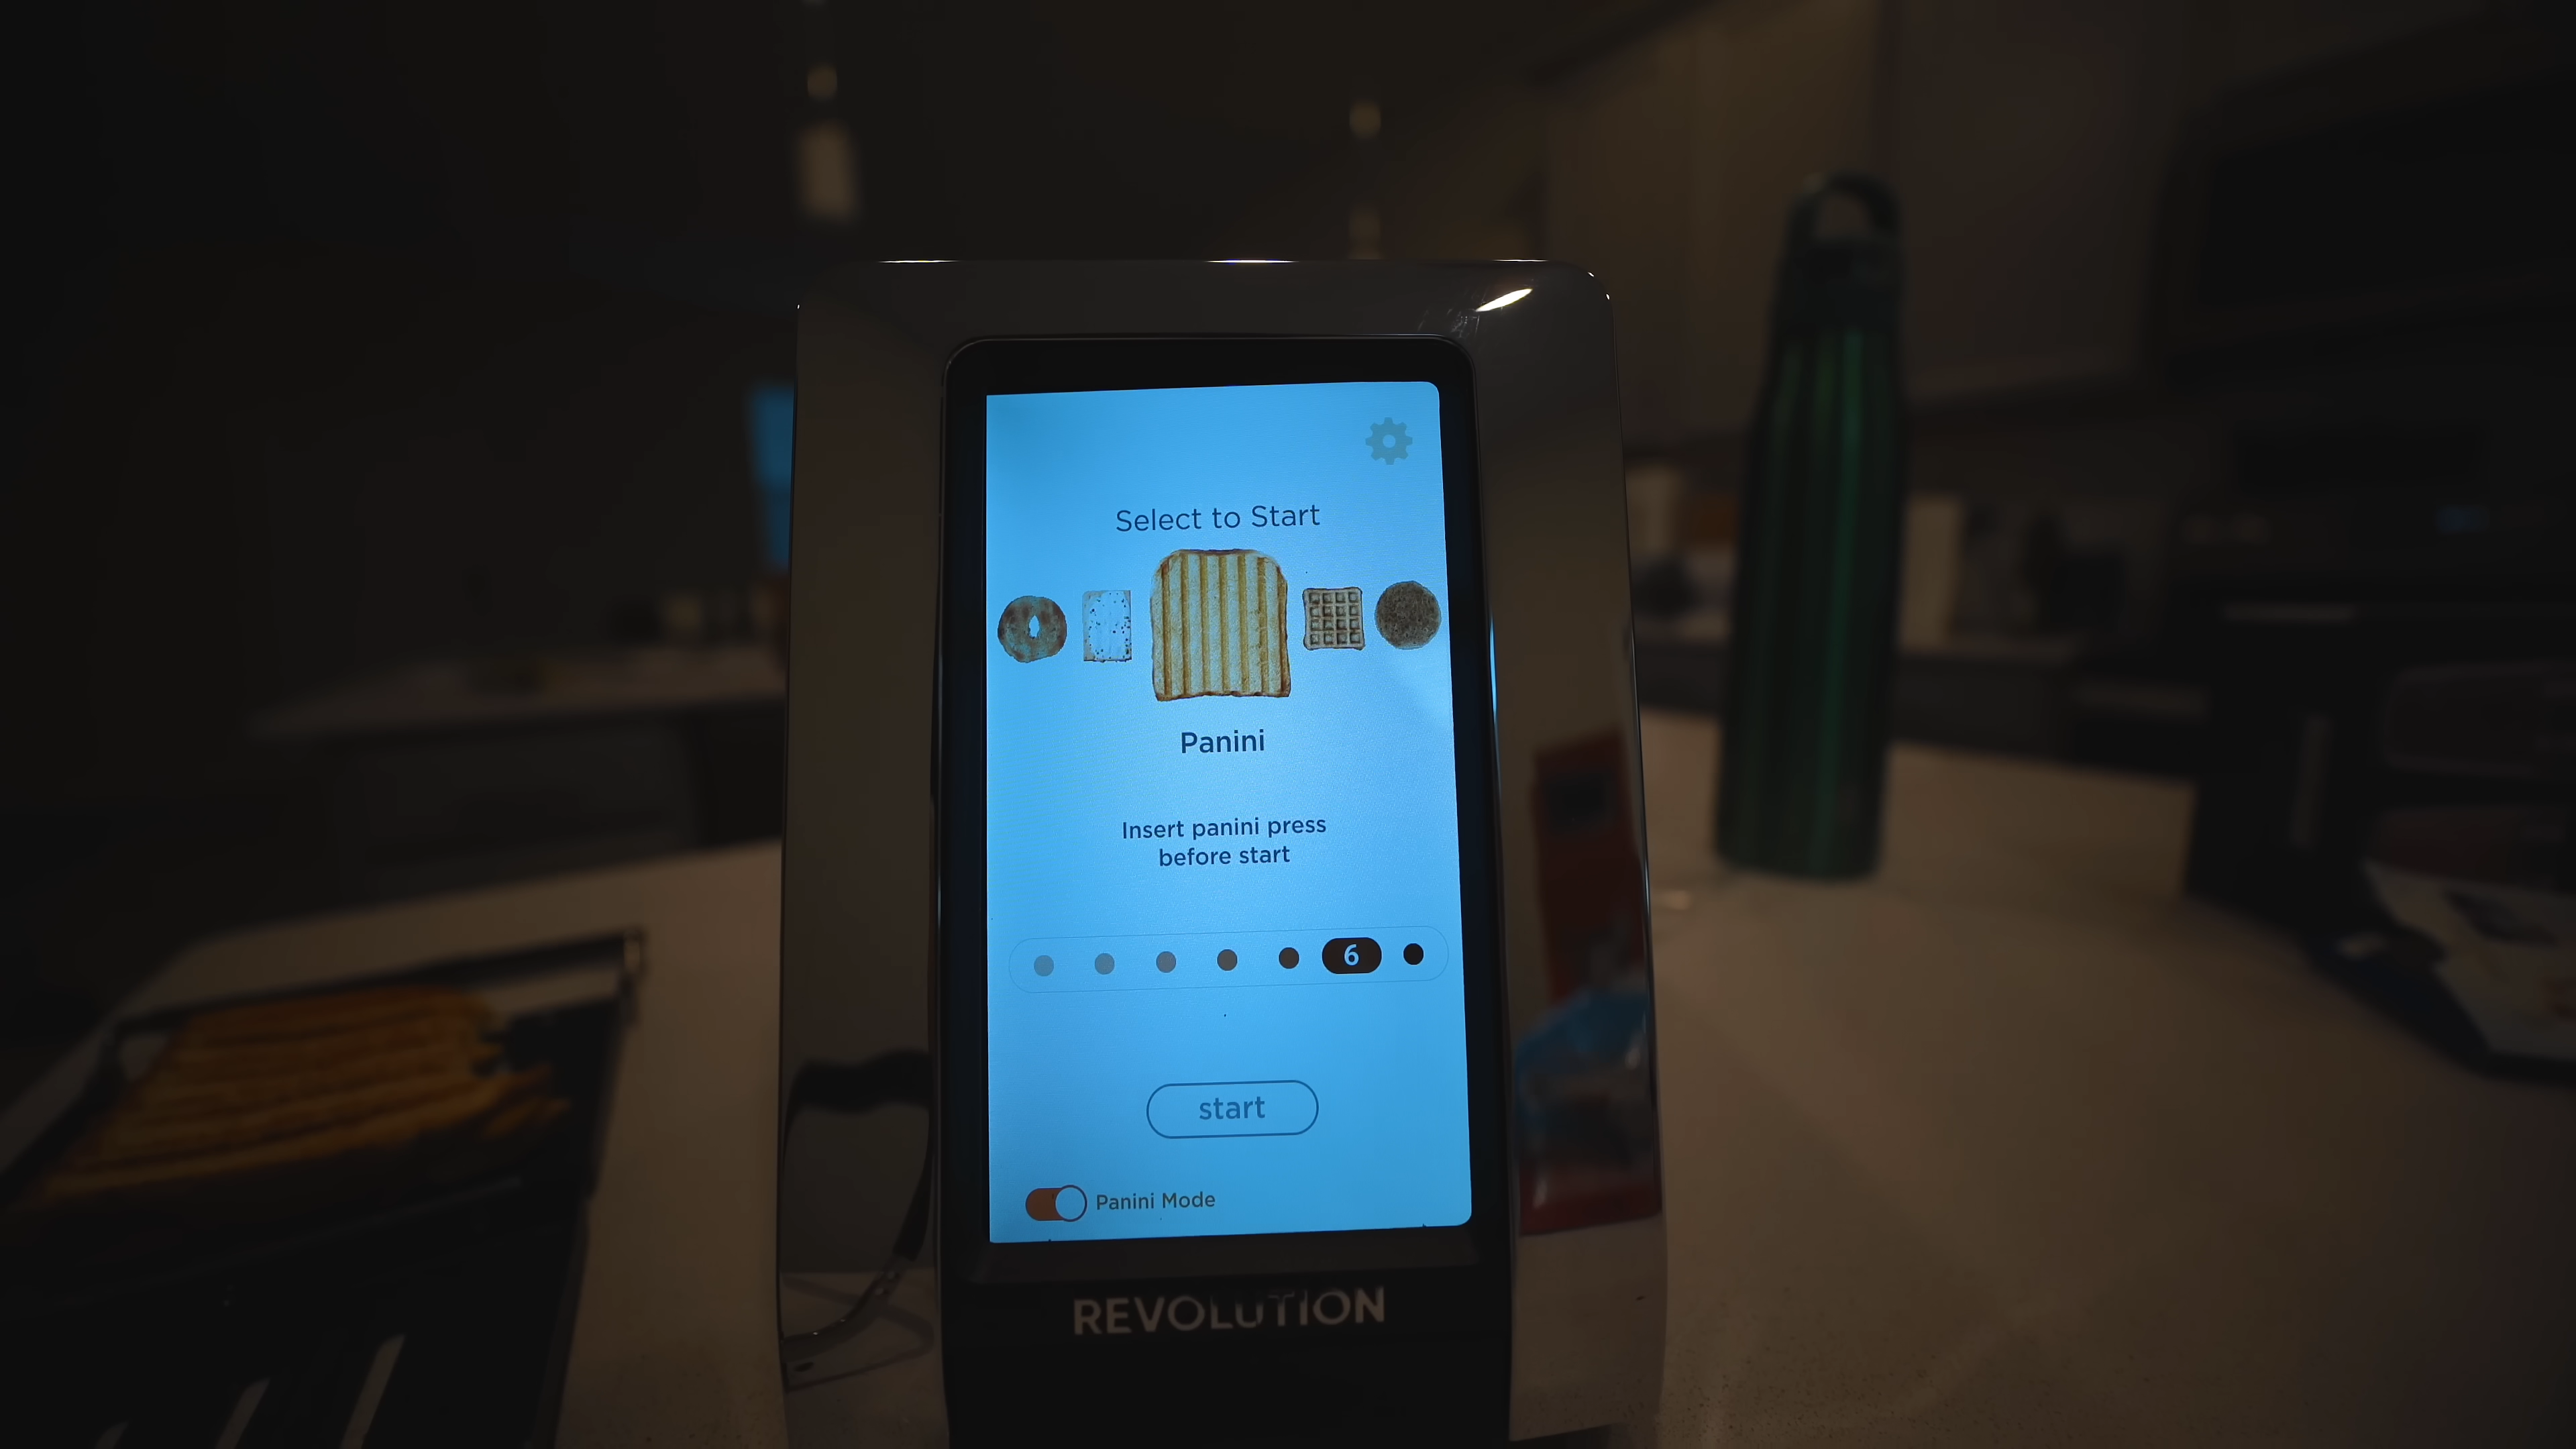 Select to Start
Panini
Insert panini press
before start
6
start
Panini Mode
REVOLUTION